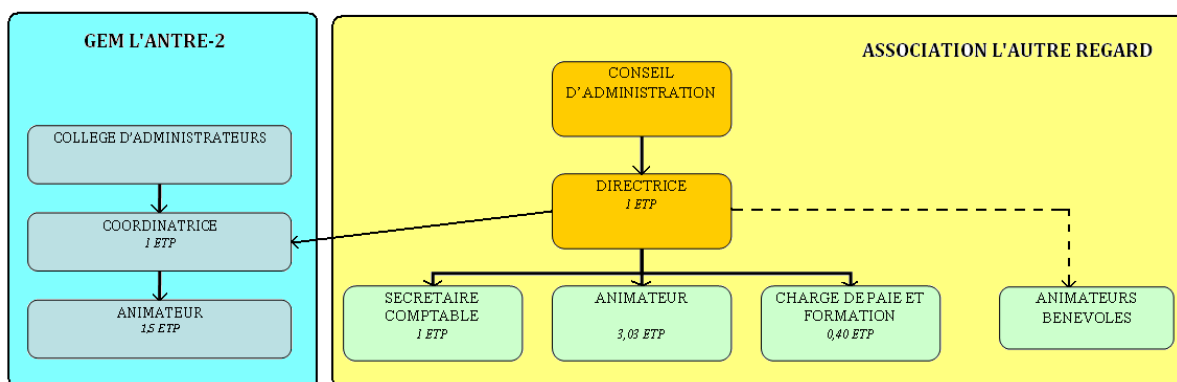 GEM L'ANTRE-2
COLLEGE D'ADMINISTRATEURS
COORDINATRICE
1 ETP
ANIMATEUR
1,5 ETP
ASSOCIATION L'AUTRE REGARD
CONSEIL
D'ADMINISTRATION
DIRECTRICE
1 ETP
SECRETAIRE
COMPTABLE
1 ETP
ANIMATEUR
3,03 ETP
CHARGE DE PAIE ET
FORMATION
0,40 ETP
ANIMATEURS
BENEVOLES